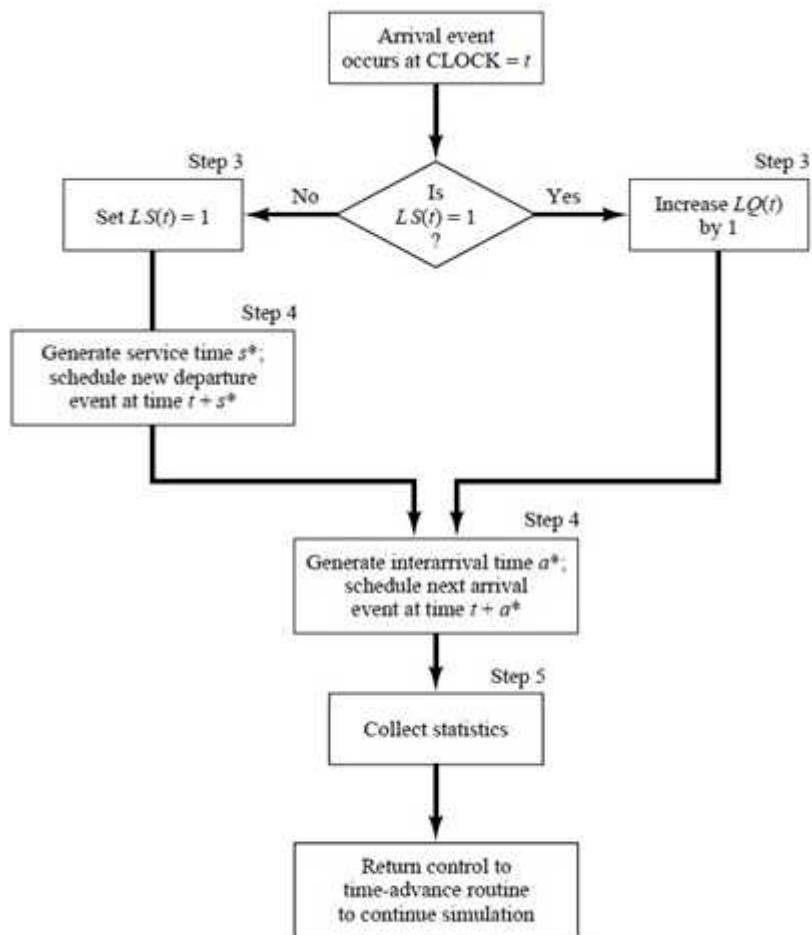 Arrival event
occurs at CLOCK = t
Step 3
Step 3
Set LS(t) = 1
No
Is
LS(t) = 1
?
Yes
Increase LQ(t)
by 1
Step 4
Generate service time s*;
schedule new departure
event at time t + s*
Step 4
Generate interarrival time a*;
schedule next arrival
event at time t + a*
Step 5
Collect statistics
Return control to
time-advance routine
to continue simulation